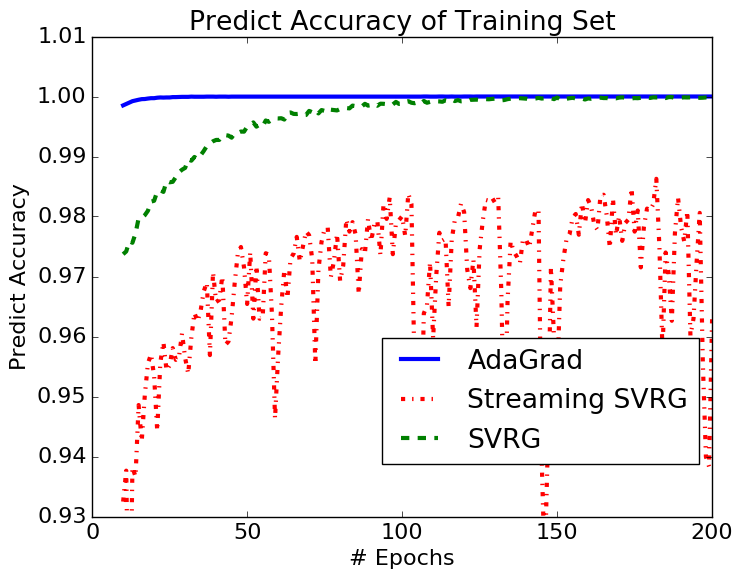 Predict Accuracy of Training Set
1.01
1.00
0.99
0.98
0.97
0.96
0.95
0.94
0.93
Predict Accuracy
AdaGrad
Streaming SVRG
SVRG
0 50 100 150 200
# Epochs